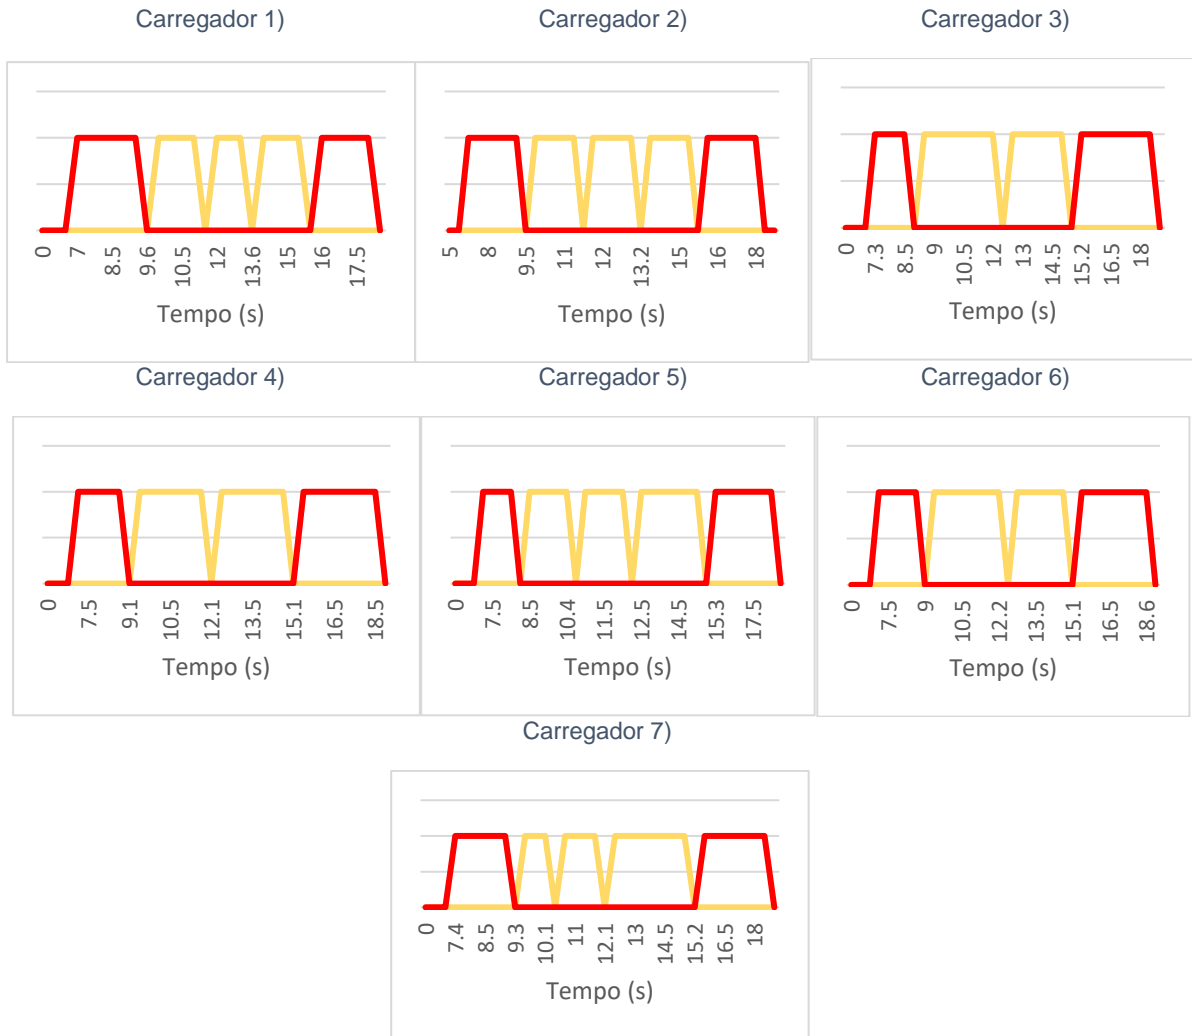 Carregador 1)
Carregador 2)
Carregador 3)
0 7 8.5 9.6 10.5 12 13.6 15 16 17.5
Tempo (s)
5 8 9.5 11 12 13.2 15 16 18
Tempo (s)
0 7.3 8.5 9 10.5 12 13 14.5 15.2 16.5 18
Tempo (s)
Carregador 4)
Carregador 5)
Carregador 6)
0 7.5 9.1 10.5 12.1 13.5 15.1 16.5 18.5
Tempo (s)
0 7.5 8.5 10.4 11.5 12.5 14.5 15.3 17.5
Tempo (s)
0 7.5 9 10.5 12.2 13.5 15.1 16.5 18.6
Tempo (s)
Carregador 7)
0 7.4 8.5 9.3 10.1 11 12.1 13 14.5 15.2 16.5 18
Tempo (s)